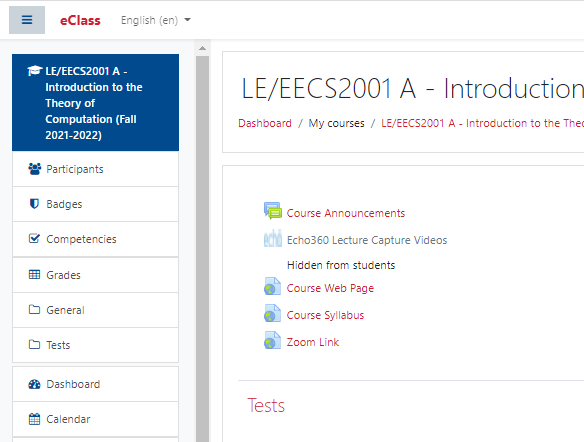 eClass English (en)
LE/EECS2001 A -
Introduction to the
Theory of
Computation (Fall
2021-2022)
Participants
Badges
Competencies
Grades
General
Tests
Dashboard
Calendar
LE/EECS2001 A - Introduction
Dashboard / My courses / LE/EECS2001 A - Introduction to the Theo
Course Announcements
Echo360 Lecture Capture Videos
Hidden from students
Course Web Page
Course Syllabus
Zoom Link
Tests